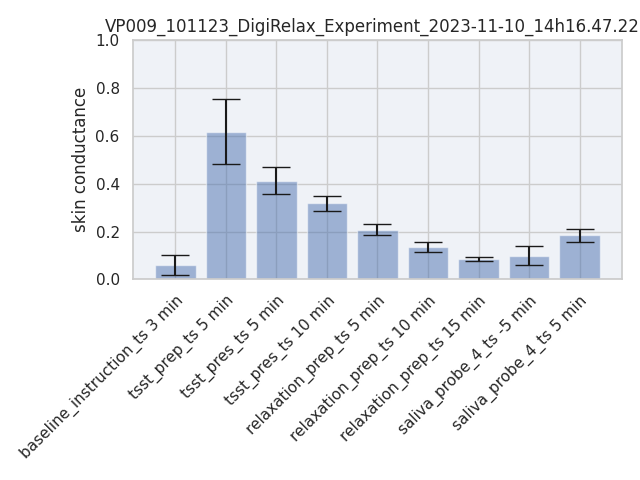 VP009_101123_DigiRelax_Experiment_2023-11-10_14h16.47.22
1.0
0.8
0.6
0.4
0.2
0.0
skin conductance
baseline_instruction_ts 3 min
tsst_prep_ts 5 min
tsst_pres_ts 5 min
tsst_pres_ts 10 min
relaxation_prep_ts 5 min
relaxation_prep_ts 10 min
relaxation_prep_ts 15 min
saliva_probe_4_ts -5 min
saliva_probe_4_ts 5 min